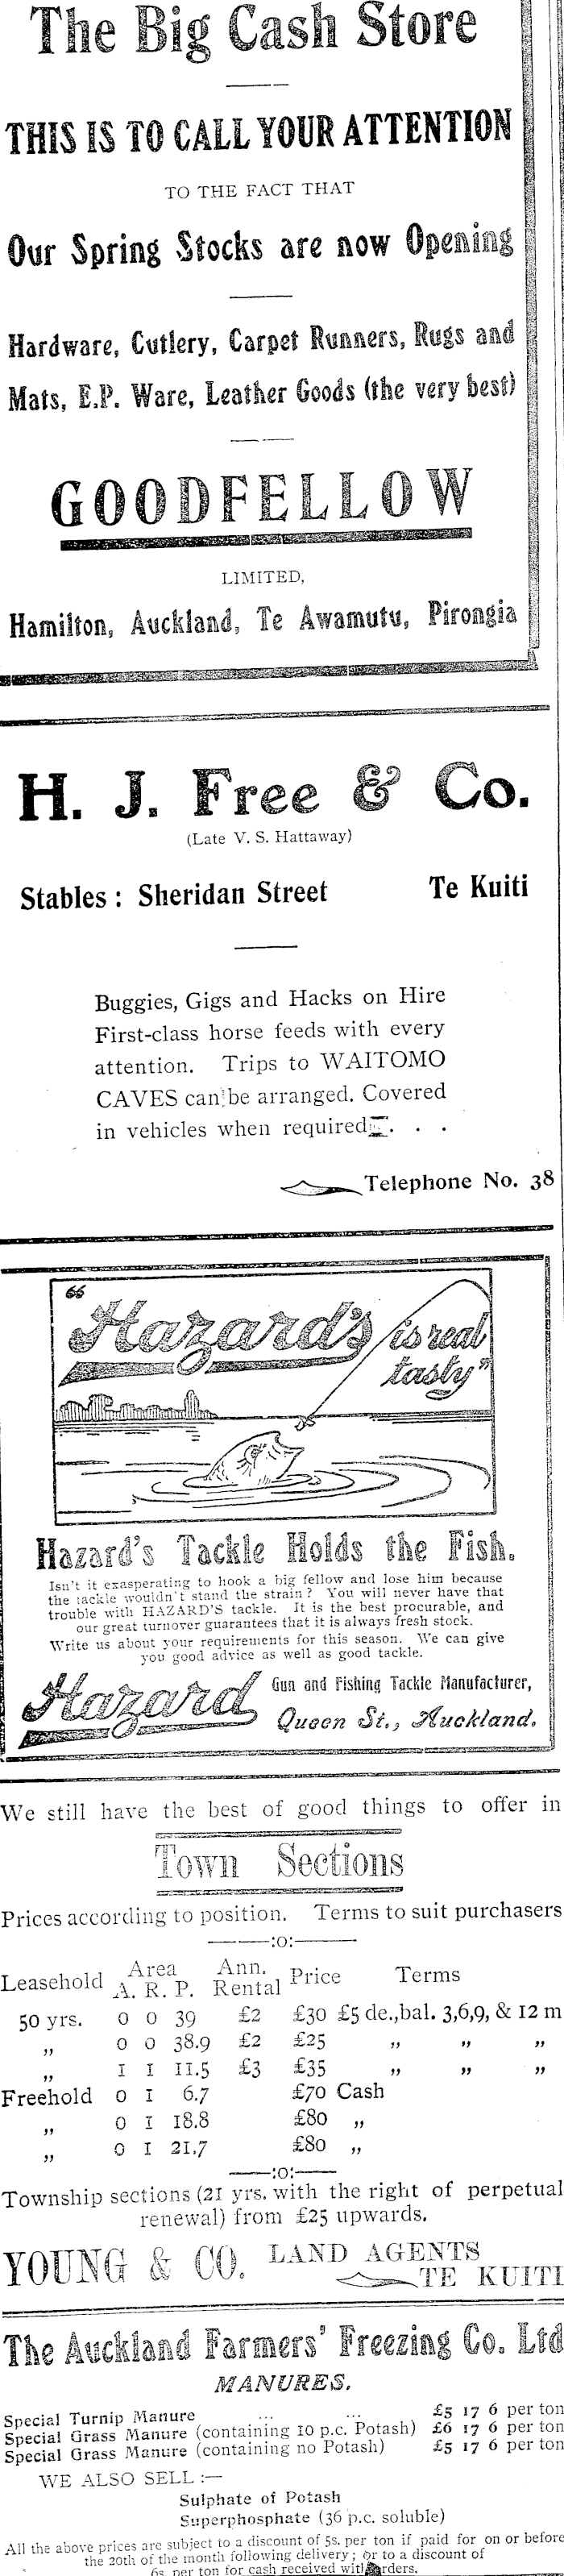 The Big Cash Store
THIS IS TO CALL YOUR ATTENTION
TO THE FACT THAT
Our Spring Stocks are now Opening
Hardware, Cutlery, Carpet Runners, Rugs and
Mats, E.P. Ware, Leather Goods (the very best)
GOODFELLOW
LIMITED,
Hamilton, Auckland, Te Awamutu, Pirongia
H. J. Free & Co.
(Late V. S. Hattaway)
Stables : Sheridan Street Te Kuiti
Buggies, Gigs and Hacks on Hire
First-class horse feeds with every
attention. Trips to WAITOMO
CAVES can be arranged. Covered
in vehicles when required. . .
Telephone No. 38
"Hazard's is real
tasty"
Hazard's Tackle Holds the Fish.
Isn't it exasperating to hook a big fellow and lose him because
the tackle wouldn't stand the strain? You will never have that
trouble with HAZARD'S tackle. It is the best procurable, and
our great turnover guarantees that it is always fresh stock.
Write us about your requirements for this season. We can give
you good advice as well as good tackle.
Hazard Gun and Fishing Tackle Manufacturer,
Queen St., Auckland.
We still have the best of good things to offer in
Town Sections
Prices according to position. Terms to suit purchasers
———:o:———
Leasehold Area A. R. P. Ann. Rental Price Terms
50 yrs. 0 0 39 £2 £30 £5 de.,bal. 3,6,9, & 12 m
„ 0 0 38.9 £2 £25 „ „ „
„ 1 1 11.5 £3 £35 „ „ „
Freehold 0 1 6.7 £70 Cash
„ 0 1 18.8 £80 „
„ 0 1 21.7 £80 „
———:o:———
Township sections (21 yrs. with the right of perpetual
renewal) from £25 upwards.
YOUNG & CO. LAND AGENTS
TE KUITI
The Auckland Farmers' Freezing Co. Ltd
MANURES.
Special Turnip Manure ... ... £5 17 6 per ton
Special Grass Manure (containing 10 p.c. Potash) £6 17 6 per ton
Special Grass Manure (containing no Potash) £5 17 6 per ton
WE ALSO SELL :—
Sulphate of Potash
Superphosphate (36 p.c. soluble)
All the above prices are subject to a discount of 5s. per ton if paid for on or before
the 20th of the month following delivery; or to a discount of
6s. per ton for cash received with orders.